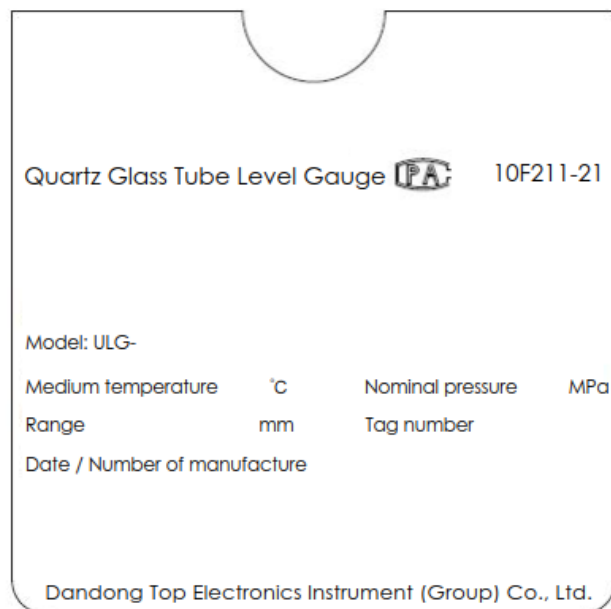 Quartz Glass Tube Level Gauge CPA 10F211-21
Model: ULG-
Medium temperature °C Nominal pressure MPa
Range mm Tag number
Date / Number of manufacture
Dandong Top Electronics Instrument (Group) Co., Ltd.